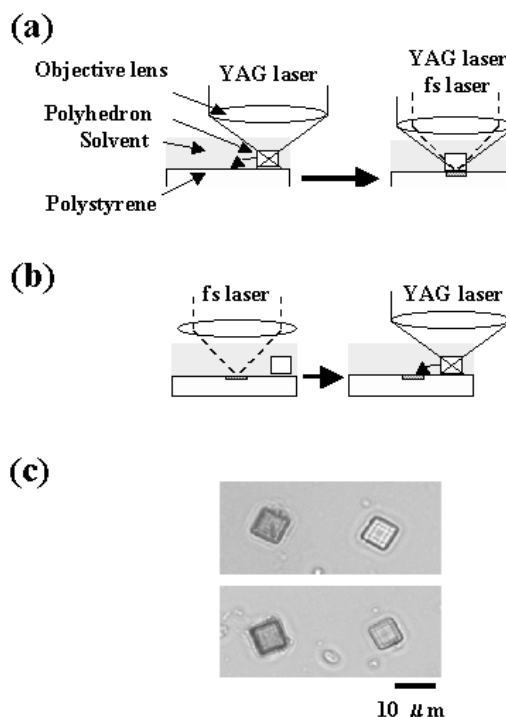 (a)
Objective lens
YAG laser
YAG laser
fs laser
Polyhedron
Solvent
Polystyrene
(b)
fs laser
YAG laser
(c)
10 μm